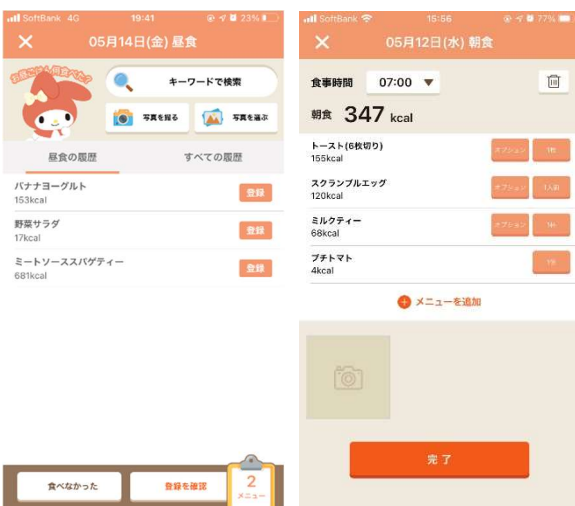 SoftBank 4G 19:41 23%
05月14日(金) 昼食
お昼ごはん何食べた?
キーワードで検索
写真を撮る 写真を選ぶ
昼食の履歴 すべての履歴
バナナヨーグルト
153kcal
登録
野菜サラダ
17kcal
登録
ミートソーススパゲティー
681kcal
登録
食べなかった
登録を確認
2
メニュー
SoftBank 15:56 77%
05月12日(水) 朝食
食事時間 07:00 ▼
朝食 347 kcal
トースト(6枚切り)
155kcal
オプション 1枚
スクランブルエッグ
120kcal
オプション 1人前
ミルクティー
68kcal
オプション 1杯
プチトマト
4kcal
メニューを追加
完了